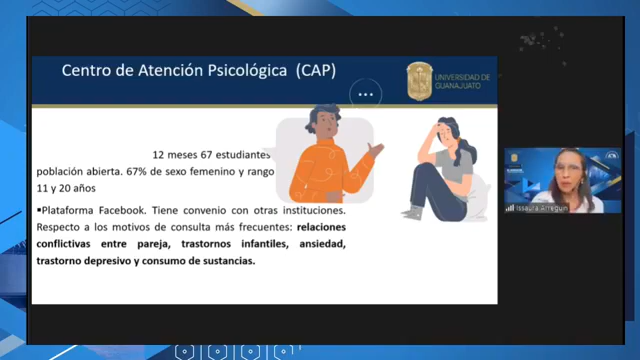 Centro de Atención Psicológica (CAP)
UNIVERSIDAD DE
GUANAJUATO
12 meses 67 estudiantes
población abierta. 67% de sexo femenino y rango
11 y 20 años
▪Plataforma Facebook. Tiene convenio con otras instituciones.
Respecto a los motivos de consulta más frecuentes: relaciones
conflictivas entre pareja, trastornos infantiles, ansiedad,
trastorno depresivo y consumo de sustancias.
Issaura Arreguin